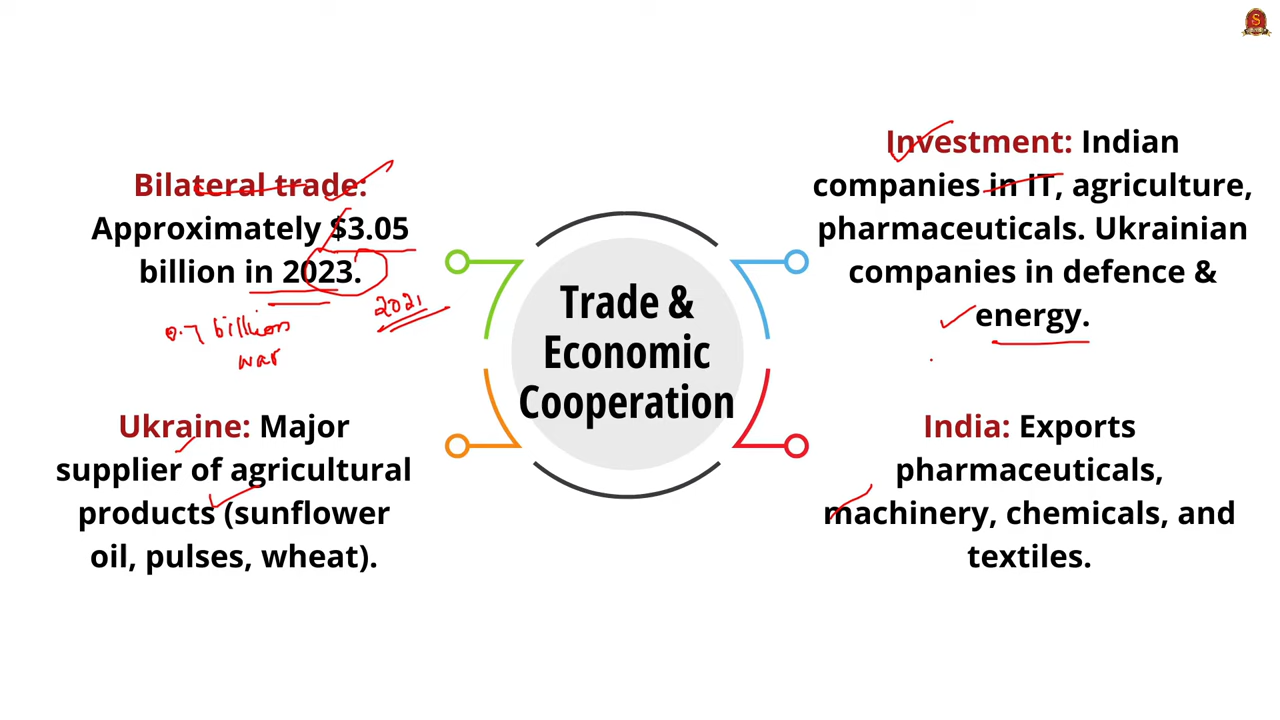 Bilateral trade:
Approximately $3.05
billion in 2023.
2021
0.7 billion
war
Investment: Indian
companies in IT, agriculture,
pharmaceuticals. Ukrainian
companies in defence &
energy.
Trade &
Economic
Cooperation
Ukraine: Major
supplier of agricultural
products (sunflower
oil, pulses, wheat).
India: Exports
pharmaceuticals,
machinery, chemicals, and
textiles.
S